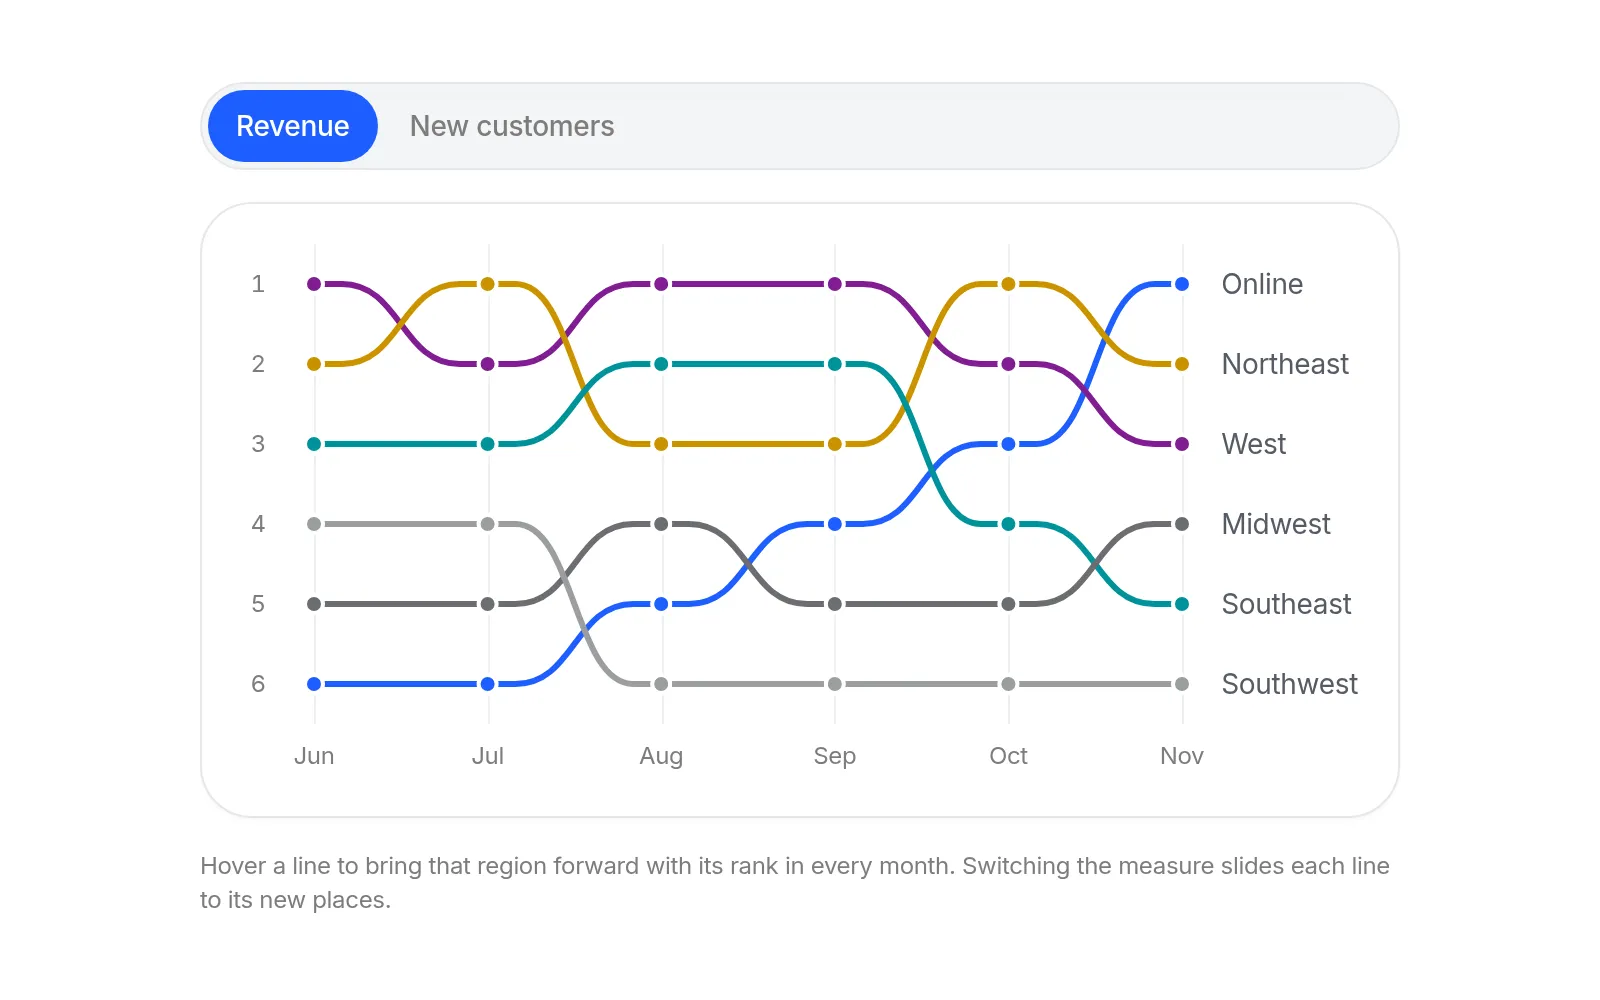 Revenue New customers
1 Online
2 Northeast
3 West
4 Midwest
5 Southeast
6 Southwest
Jun Jul Aug Sep Oct Nov
Hover a line to bring that region forward with its rank in every month. Switching the measure slides each line
to its new places.